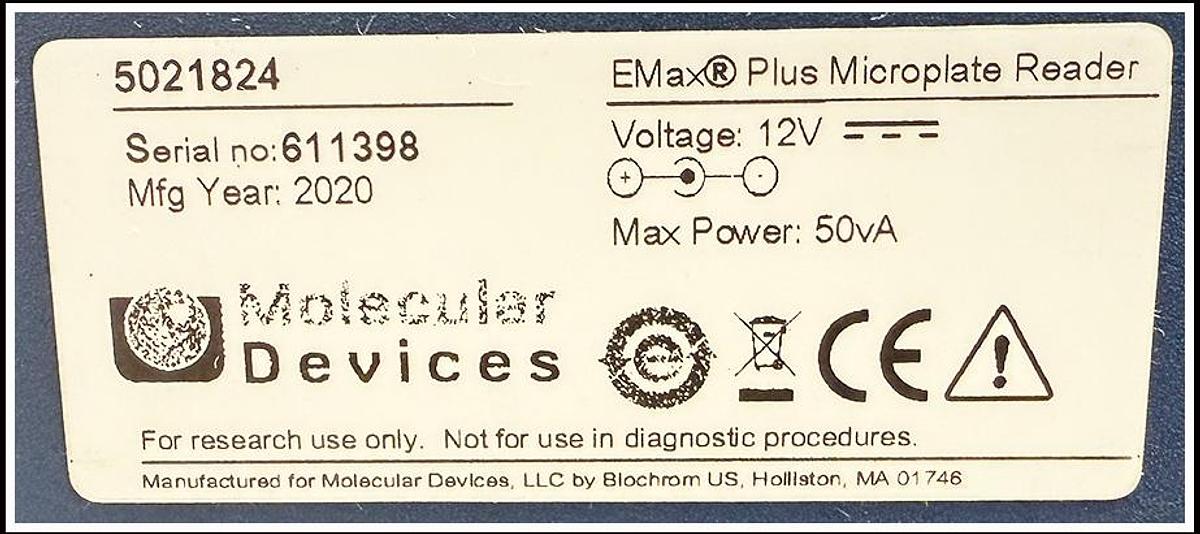 5021824
Serial no:611398
Mfg Year: 2020
EMax® Plus Microplate Reader
Voltage: 12V
+ -
Max Power: 50vA
Molecular
Devices
CE
For research use only. Not for use in diagnostic procedures.
Manufactured for Molecular Devices, LLC by Biochrom US, Holliston, MA 01746